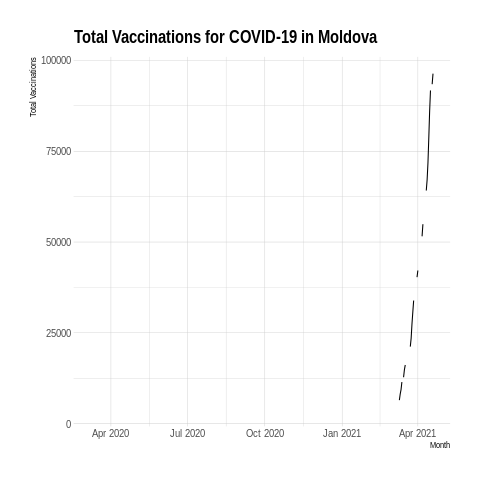 Total Vaccinations for COVID-19 in Moldova
Total Vaccinations
100000
75000
50000
25000
0
Apr 2020 Jul 2020 Oct 2020 Jan 2021 Apr 2021
Month